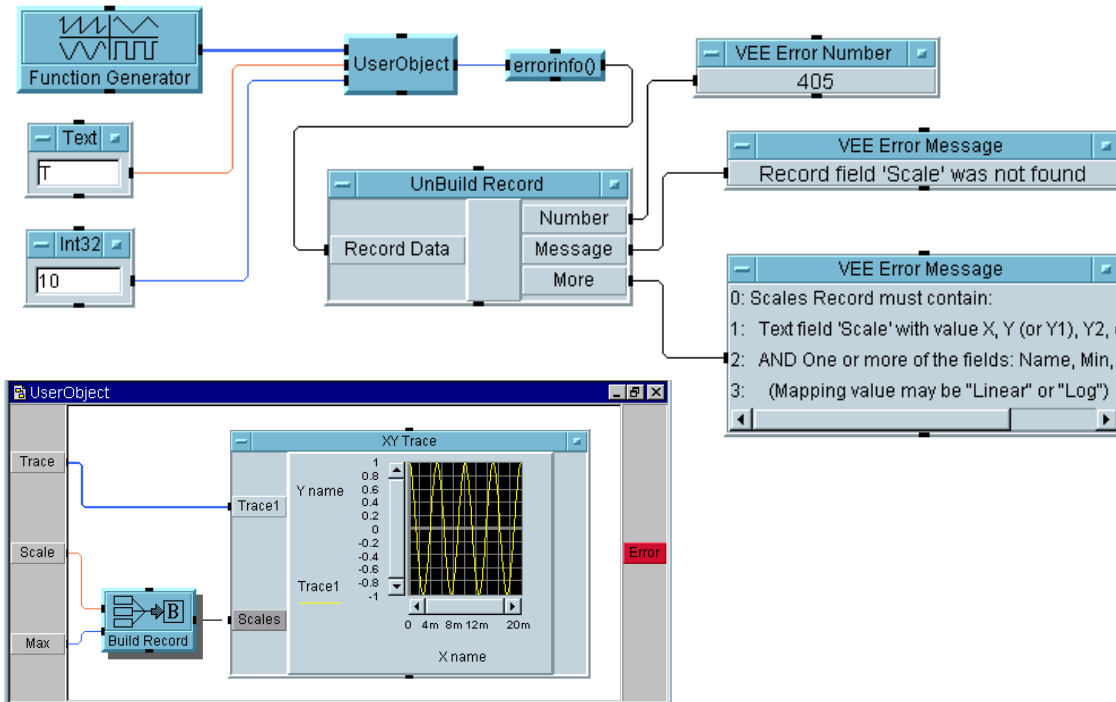 Function Generator
UserObject
errorinfo()
VEE Error Number
405
Text
T
VEE Error Message
Record field 'Scale' was not found
UnBuild Record
Record Data
Number
Message
More
Int32
10
VEE Error Message
0: Scales Record must contain:
1: Text field 'Scale' with value X, Y (or Y1), Y2,
2: AND One or more of the fields: Name, Min,
3: (Mapping value may be "Linear" or "Log")
UserObject
Trace
Scale
Max
B
Build Record
XY Trace
Trace1
Scales
Y name
Trace1
1
0.8
0.6
0.4
0.2
0
-0.2
-0.4
-0.6
-0.8
-1
0 4m 8m 12m 20m
X name
Error